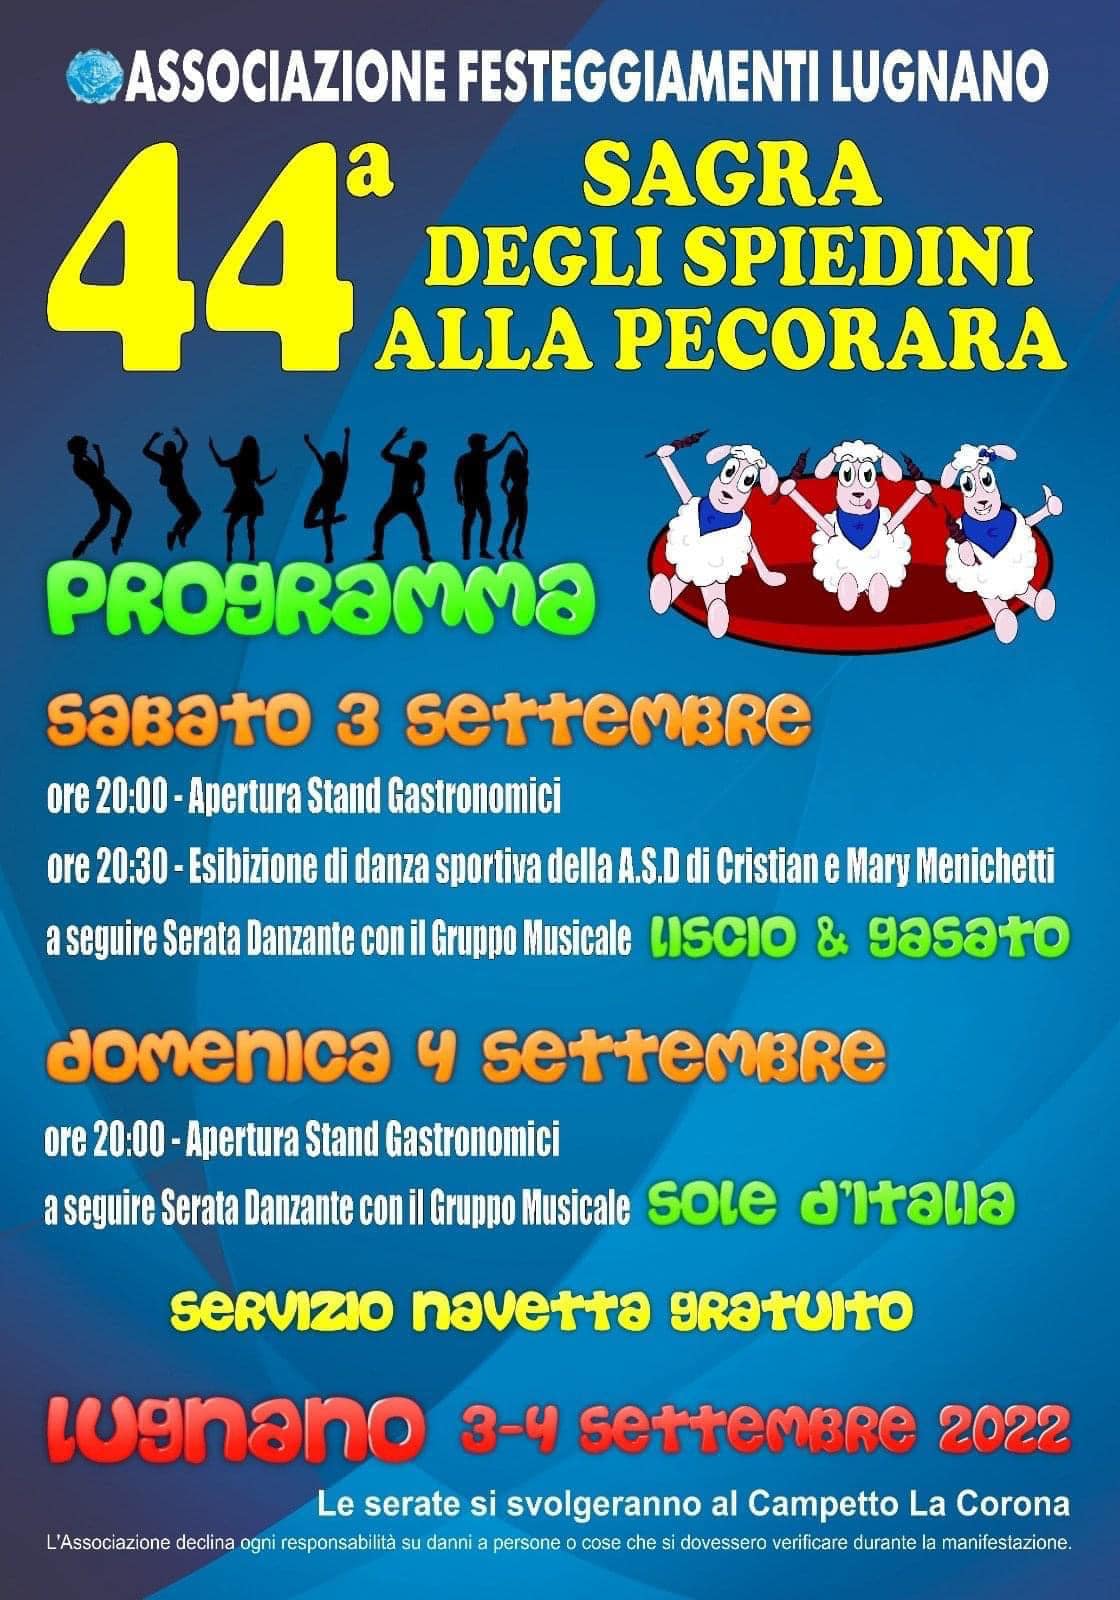 ASSOCIAZIONE FESTEGGIAMENTI LUGNANO
44a SAGRA
DEGLI SPIEDINI
ALLA PECORARA
PROGRAMMA
SABATO 3 SETTEMBRE
ore 20:00 - Apertura Stand Gastronomici
ore 20:30 - Esibizione di danza sportiva della A.S.D di Cristian e Mary Menichetti
a seguire Serata Danzante con il Gruppo Musicale LISCIO & GASATO
DOMENICA 4 SETTEMBRE
ore 20:00 - Apertura Stand Gastronomici
a seguire Serata Danzante con il Gruppo Musicale SOLE D'ITALIA
SERVIZIO NAVETTA GRATUITO
LUGNANO 3-4 SETTEMBRE 2022
Le serate si svolgeranno al Campetto La Corona
L'Associazione declina ogni responsabilità su danni a persone o cose che si dovessero verificare durante la manifestazione.